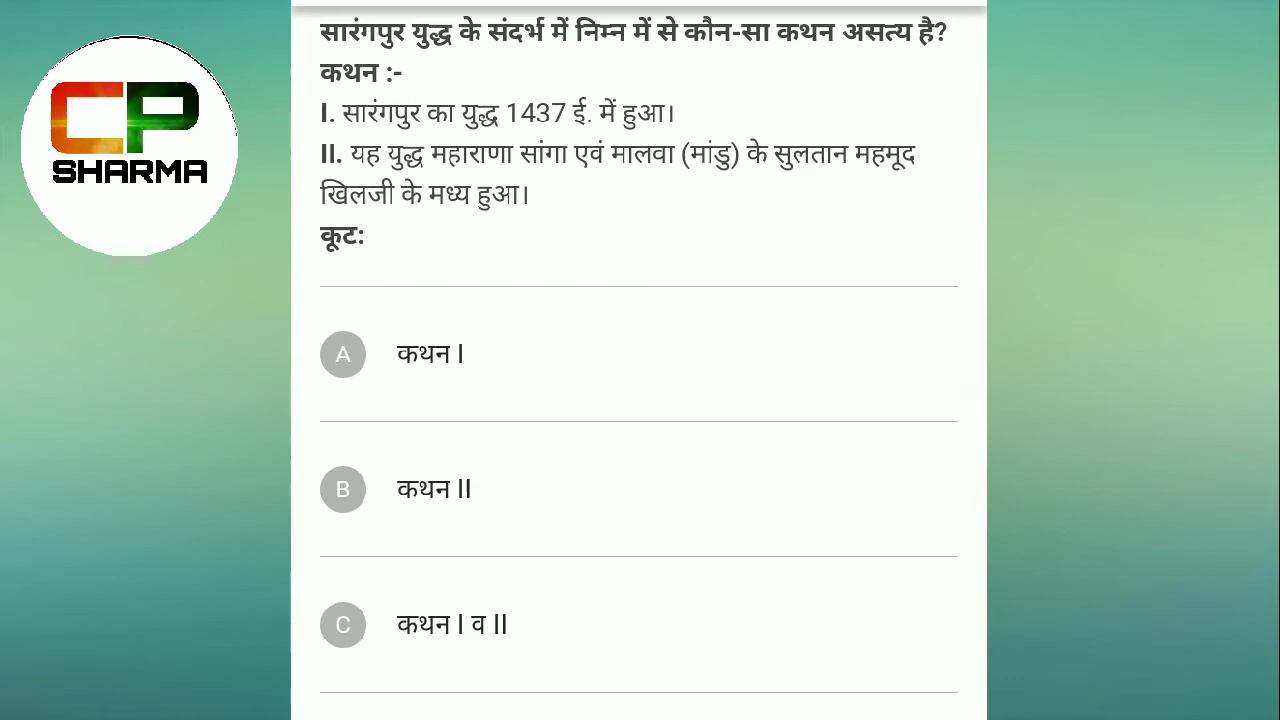 CP
SHARMA
सारंगपुर युद्ध के संदर्भ में निम्न में से कौन-सा कथन असत्य है?
कथन :-
I. सारंगपुर का युद्ध 1437 ई. में हुआ।
II. यह युद्ध महाराणा सांगा एवं मालवा (मांडु) के सुलतान महमूद
खिलजी के मध्य हुआ।
कूटः
A कथन I
B कथन II
C कथन I व II